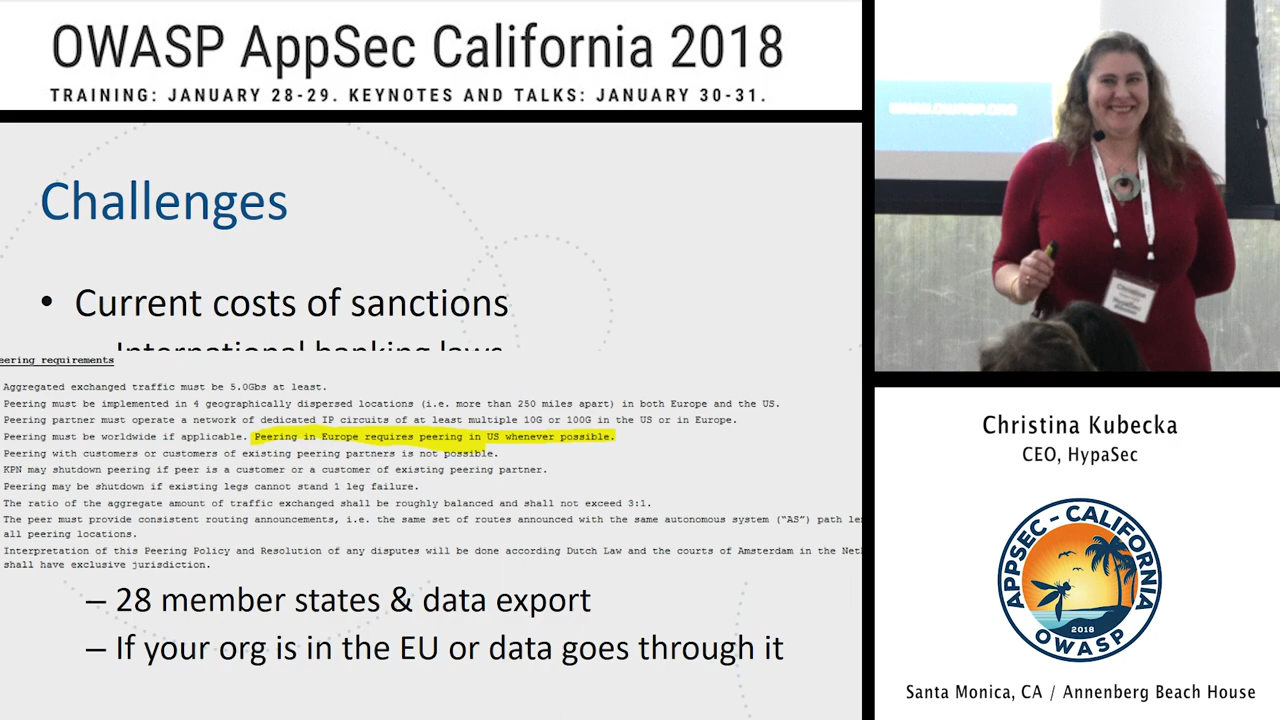 OWASP AppSec California 2018
TRAINING: JANUARY 28-29. KEYNOTES AND TALKS: JANUARY 30-31.
Challenges
• Current costs of sanctions
– International banking laws
eering requirements
Aggregated exchanged traffic must be 5.0Gbs at least.
Peering must be implemented in 4 geographically dispersed locations (i.e. more than 250 miles apart) in both Europe and the US.
Peering partner must operate a network of dedicated IP circuits of at least multiple 10G or 100G in the US or in Europe.
Peering must be worldwide if applicable. Peering in Europe requires peering in US whenever possible.
Peering with customers or customers of existing peering partners is not possible.
KPN may shutdown peering if peer is a customer or a customer of existing peering partner.
Peering may be shutdown if existing legs cannot stand 1 leg failure.
The ratio of the aggregate amount of traffic exchanged shall be roughly balanced and shall not exceed 3:1.
The peer must provide consistent routing announcements, i.e. the same set of routes announced with the same autonomous system ("AS") path le
all peering locations.
Interpretation of this Peering Policy and Resolution of any disputes will be done according Dutch Law and the courts of Amsterdam in the Net
shall have exclusive jurisdiction.
– 28 member states & data export
– If your org is in the EU or data goes through it
WWW.OWASP.ORG
Christina
HypaSec
Christina Kubecka
CEO, HypaSec
APPSEC - CALIFORNIA
2018
OWASP
Santa Monica, CA / Annenberg Beach House